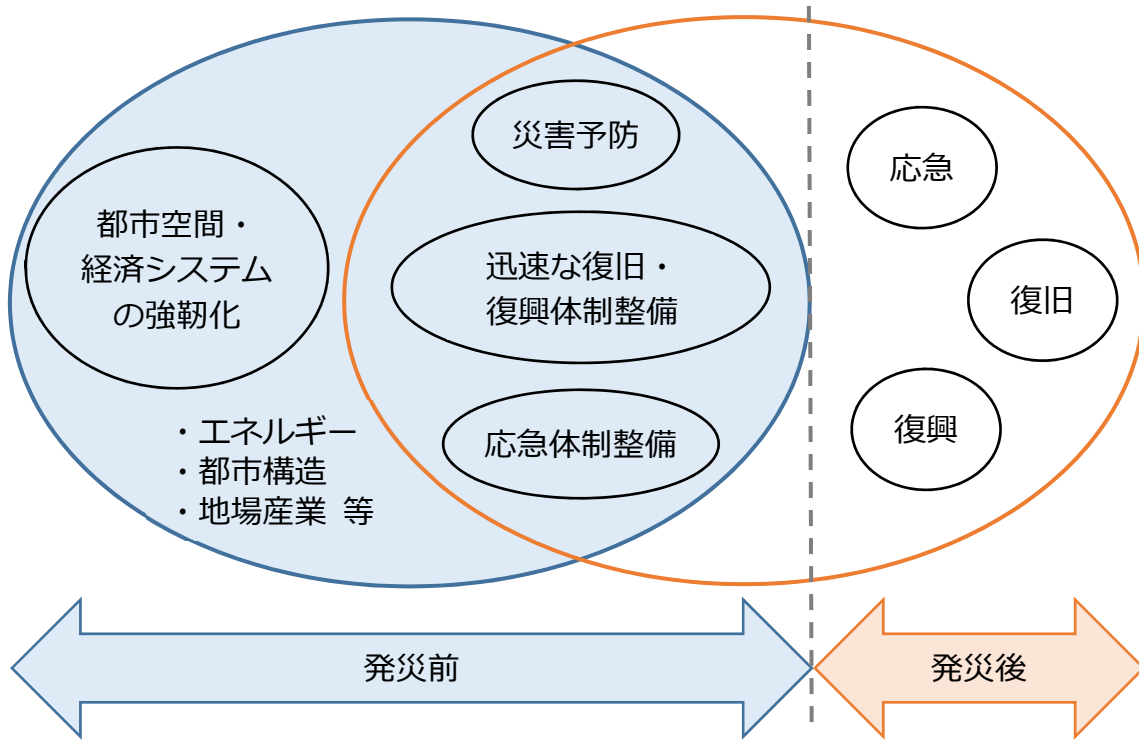 都市空間・
経済システム
の強靭化
・エネルギー
・都市構造
・地場産業 等
災害予防
迅速な復旧・
復興体制整備
応急体制整備
応急
復旧
復興
発災前
発災後